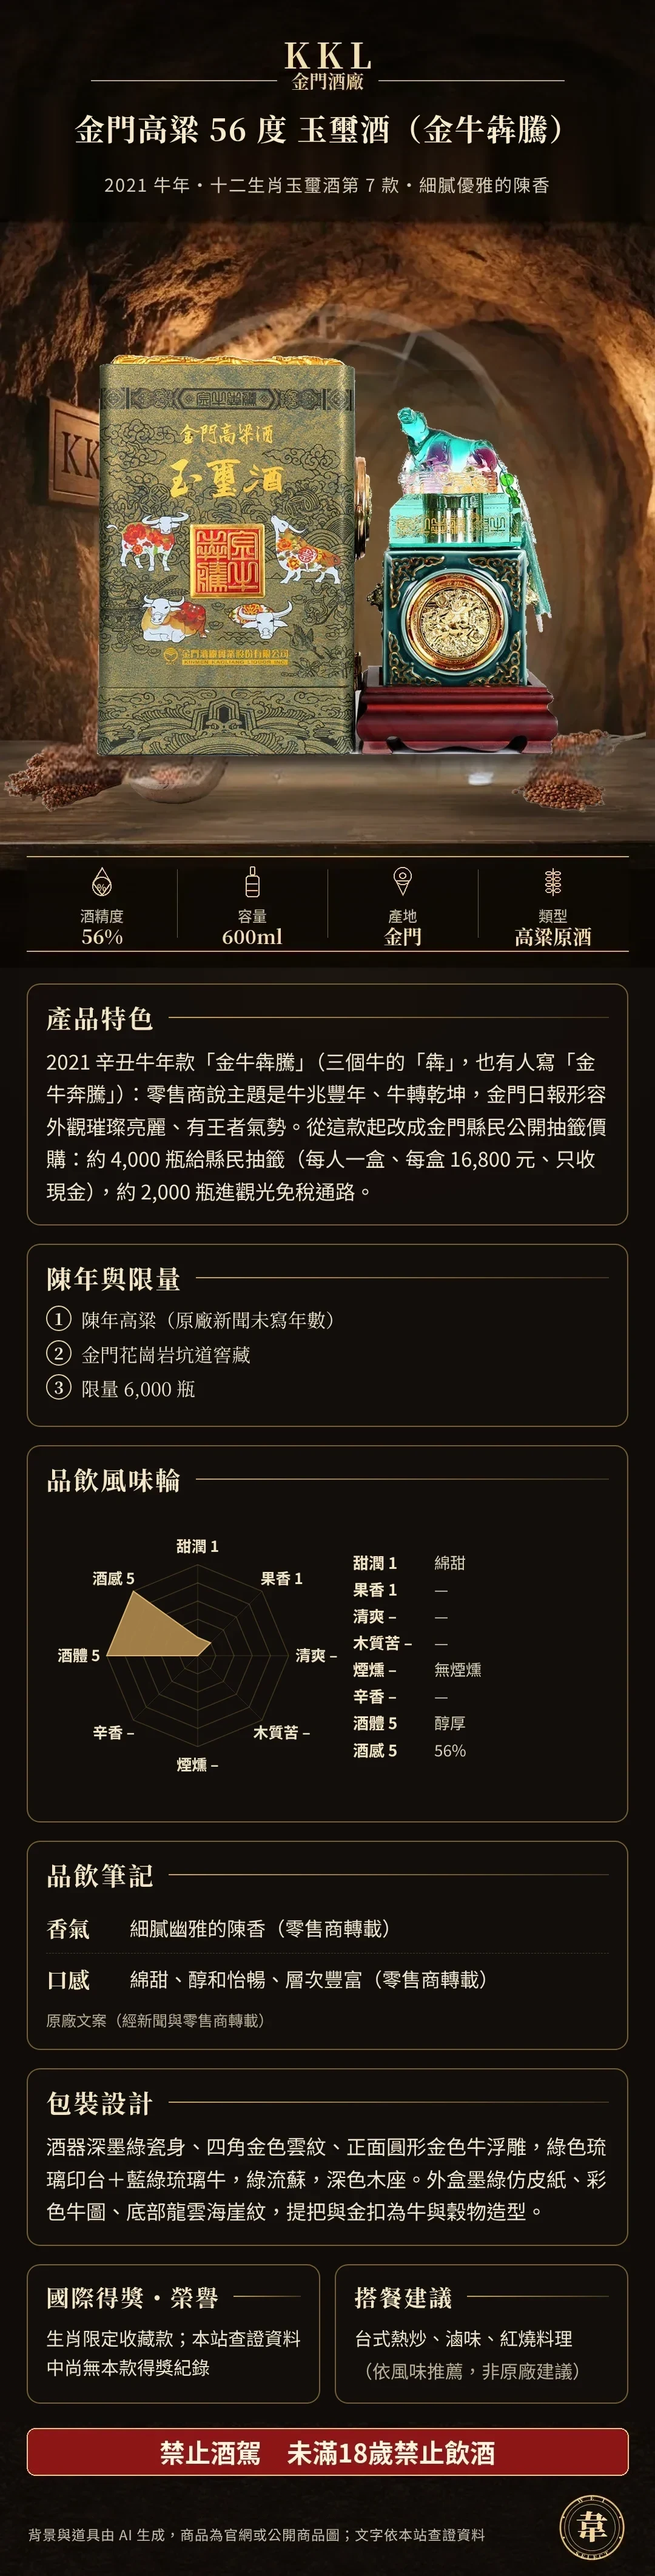 KKL
金門酒廠
金門高粱 56 度 玉璽酒（金牛犇騰）
2021 牛年・十二生肖玉璽酒第 7 款・細膩優雅的陳香
金門高粱酒
玉璽酒
金門酒廠實業股份有限公司
KINMEN KAOLIANG LIQUOR INC.
KK
酒精度
56%
容量
600ml
產地
金門
類型
高粱原酒
產品特色
2021 辛丑牛年款「金牛犇騰」（三個牛的「犇」，也有人寫「金
牛奔騰」）：零售商說主題是牛兆豐年、牛轉乾坤，金門日報形容
外觀璀璨亮麗、有王者氣勢。從這款起改成金門縣民公開抽籤價
購：約 4,000 瓶給縣民抽籤（每人一盒、每盒 16,800 元、只收
現金），約 2,000 瓶進觀光免稅通路。
陳年與限量
1 陳年高粱（原廠新聞未寫年數）
2 金門花崗岩坑道窖藏
3 限量 6,000 瓶
品飲風味輪
甜潤 1
酒感 5
果香 1
酒體 5
清爽 –
辛香 –
木質苦 –
煙燻 –
甜潤 1 綿甜
果香 1 —
清爽 – —
木質苦 – —
煙燻 – 無煙燻
辛香 – —
酒體 5 醇厚
酒感 5 56%
品飲筆記
香氣 細膩幽雅的陳香（零售商轉載）
口感 綿甜、醇和怡暢、層次豐富（零售商轉載）
原廠文案（經新聞與零售商轉載）
包裝設計
酒器深墨綠瓷身、四角金色雲紋、正面圓形金色牛浮雕，綠色琉
璃印台＋藍綠琉璃牛，綠流蘇，深色木座。外盒墨綠仿皮紙、彩
色牛圖、底部龍雲海崖紋，提把與金扣為牛與穀物造型。
國際得獎・榮譽
生肖限定收藏款；本站查證資料
中尚無本款得獎紀錄
搭餐建議
台式熱炒、滷味、紅燒料理
（依風味推薦，非原廠建議）
禁止酒駕 未滿18歲禁止飲酒
背景與道具由 AI 生成，商品為官網或公開商品圖；文字依本站查證資料
韋